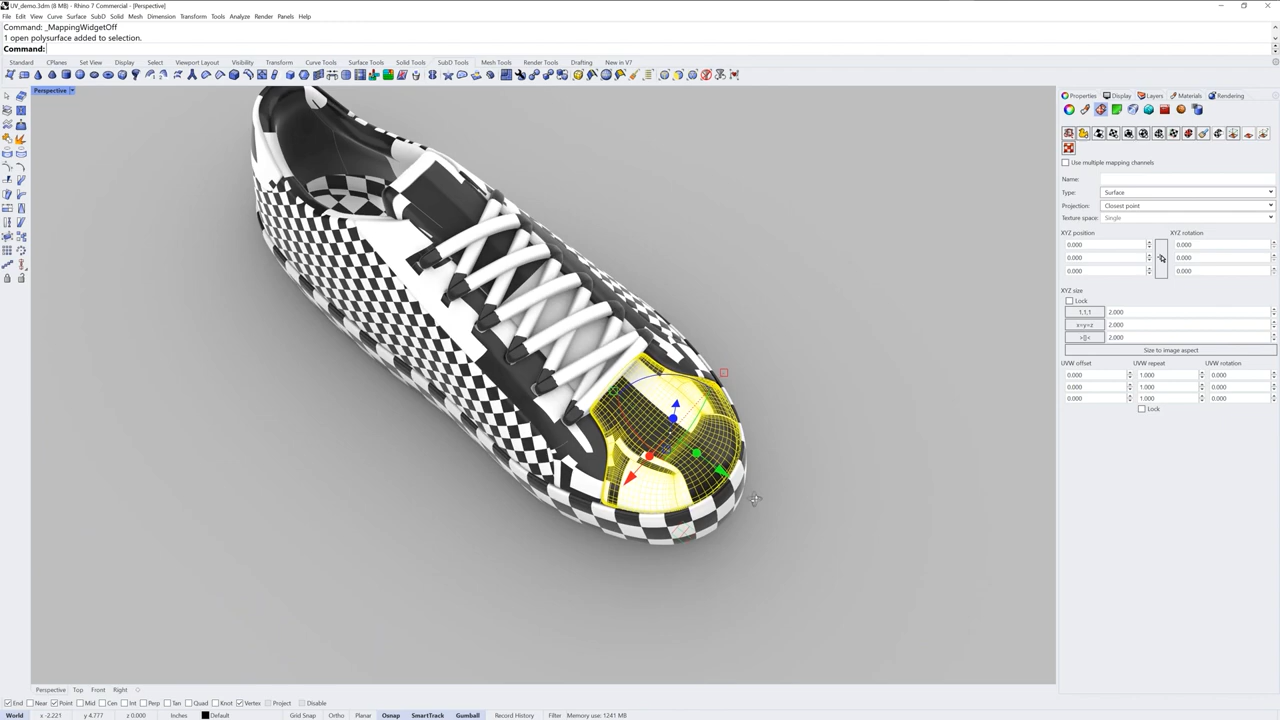 UV_demo.3dm (8 MB) - Rhino 7 Commercial - [Perspective]
File Edit View Curve Surface SubD Solid Mesh Dimension Transform Tools Analyze Render Panels Help
Command: _MappingWidgetOff
1 open polysurface added to selection.
Command:
Standard CPlanes Set View Display Select Viewport Layout Visibility Transform Curve Tools Surface Tools Solid Tools SubD Tools Mesh Tools Render Tools Drafting New in V7
Perspective
Properties Display Layers Materials Rendering
Use multiple mapping channels
Name:
Type: Surface
Projection: Closest point
Texture space: Single
XYZ position XYZ rotation
0.000 0.000
0.000 0.000
0.000 0.000
XYZ size
Lock
1,1,1 2.000
x=y=z 2.000
>[]< 2.000
Size to image aspect
UVW offset UVW repeat UVW rotation
0.000 1.000 0.000
0.000 1.000 0.000
0.000 1.000 0.000
Lock
Perspective Top Front Right
End Near Point Mid Cen Int Perp Tan Quad Knot Vertex Project Disable
World x -2.221 y 4.777 z 0.000 Inches Default Grid Snap Ortho Planar Osnap SmartTrack Gumball Record History Filter Memory use: 1241 MB